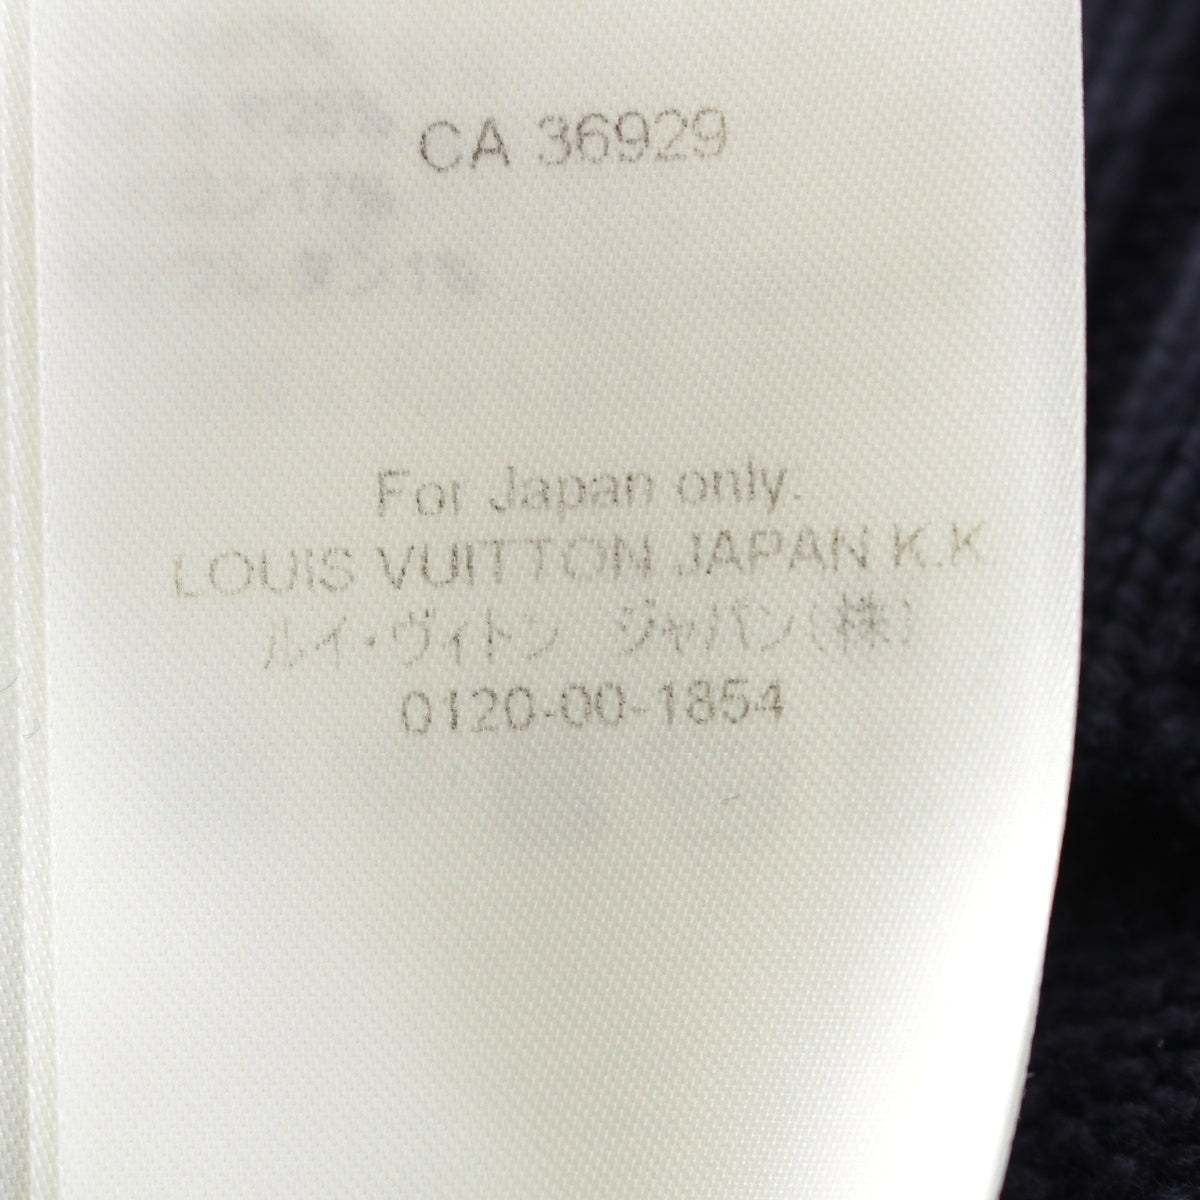 CA 36929
For Japan only:
LOUIS VUITTON JAPAN K.K.
ルイ・ヴィトン ジャパン(株)
0120-00-1854